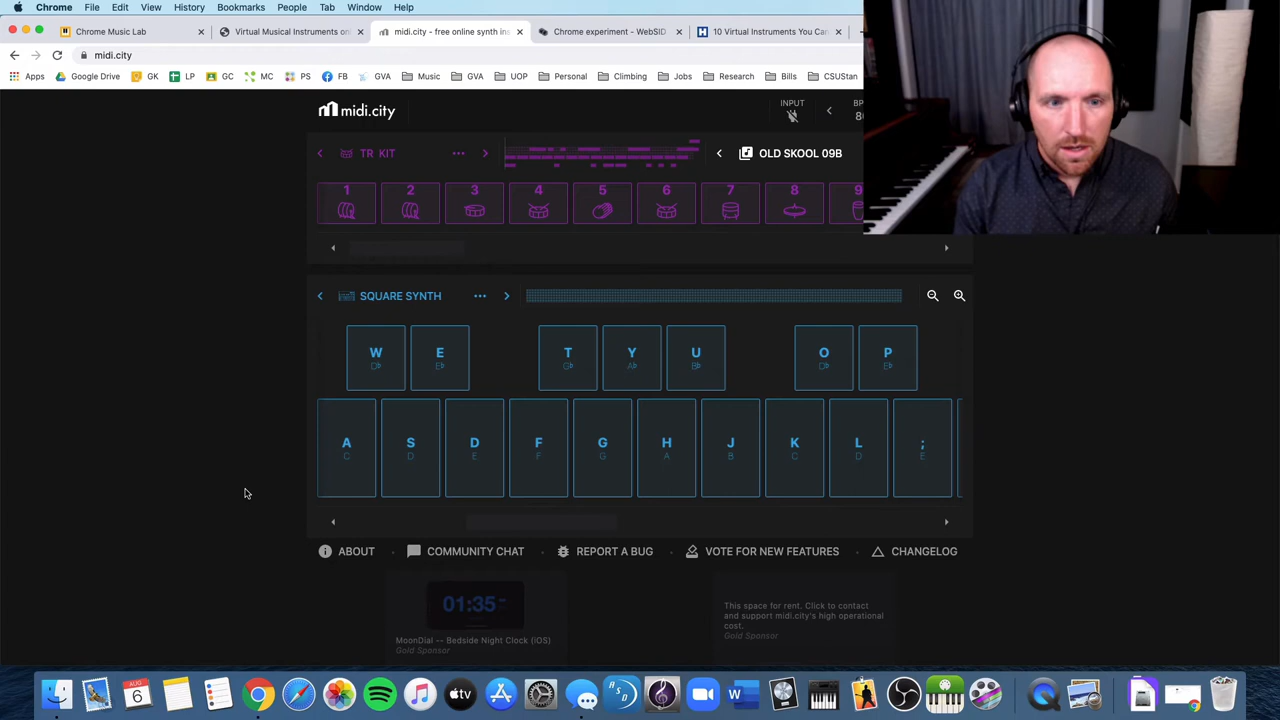 Chrome File Edit View History Bookmarks People Tab Window Help
Chrome Music Lab × Virtual Musical Instruments on × midi.city - free online synth ins × Chrome experiment - WebSID × 10 Virtual Instruments You Can ×
midi.city
Apps Google Drive GK LP GC MC PS FB GVA Music GVA UOP Personal Climbing Jobs Research Bills CSUStan
midi.city INPUT BP
80
TR KIT ••• OLD SKOOL 09B
1 2 3 4 5 6 7 8 9
SQUARE SYNTH •••
W E T Y U O P
D♭ E♭ G♭ A♭ B♭ D♭ E♭
A S D F G H J K L ;
C D E F G A B C D E
ABOUT • COMMUNITY CHAT • REPORT A BUG • VOTE FOR NEW FEATURES • CHANGELOG
01:35
MoonDial -- Bedside Night Clock (iOS)
Gold Sponsor
This space for rent. Click to contact
and support midi.city's high operational
cost.
Gold Sponsor
AUG
6